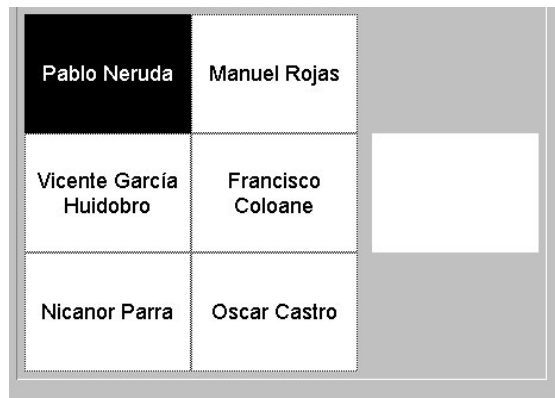 Pablo Neruda
Manuel Rojas
Vicente García
Huidobro
Francisco
Coloane
Nicanor Parra
Oscar Castro